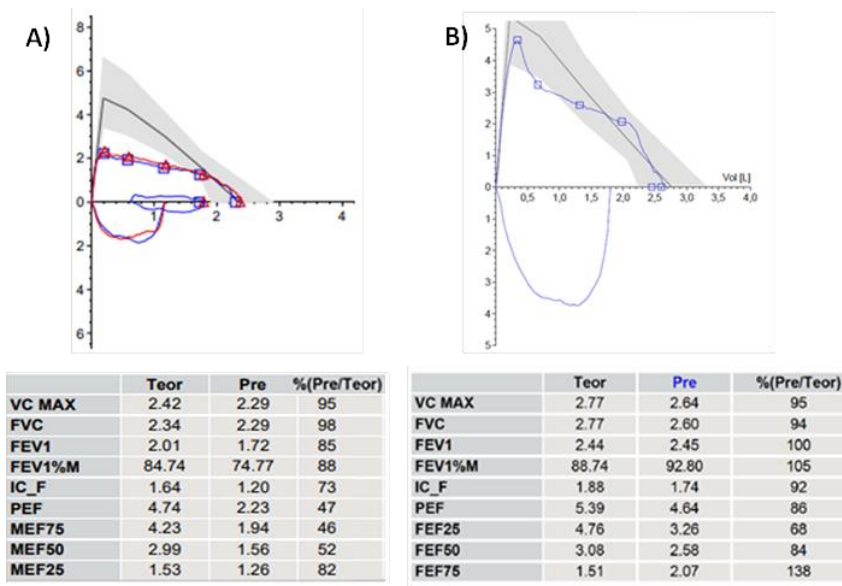 A)
B)
8
6
4
2
0
2
4
6
1
2
3
4
5
4
3
2
1
0
1
2
3
4
5
Vol [L]
0,5 1,0 1,5 2,0 2,5 3,0 3,5 4,0
Teor Pre %(Pre/Teor)
VC MAX 2.42 2.29 95
FVC 2.34 2.29 98
FEV1 2.01 1.72 85
FEV1%M 84.74 74.77 88
IC_F 1.64 1.20 73
PEF 4.74 2.23 47
MEF75 4.23 1.94 46
MEF50 2.99 1.56 52
MEF25 1.53 1.26 82
Teor Pre %(Pre/Teor)
VC MAX 2.77 2.64 95
FVC 2.77 2.60 94
FEV1 2.44 2.45 100
FEV1%M 88.74 92.80 105
IC_F 1.88 1.74 92
PEF 5.39 4.64 86
FEF25 4.76 3.26 68
FEF50 3.08 2.58 84
FEF75 1.51 2.07 138